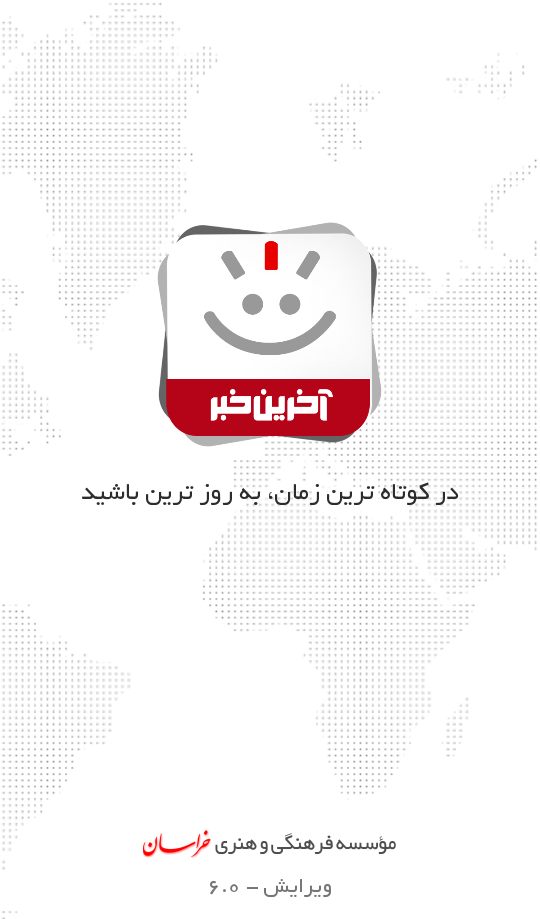 آخرین خبر
در کوتاه ترین زمان، به روز ترین باشید
مؤسسه فرهنگی و هنری خراسان
ویرایش - ۶.۰